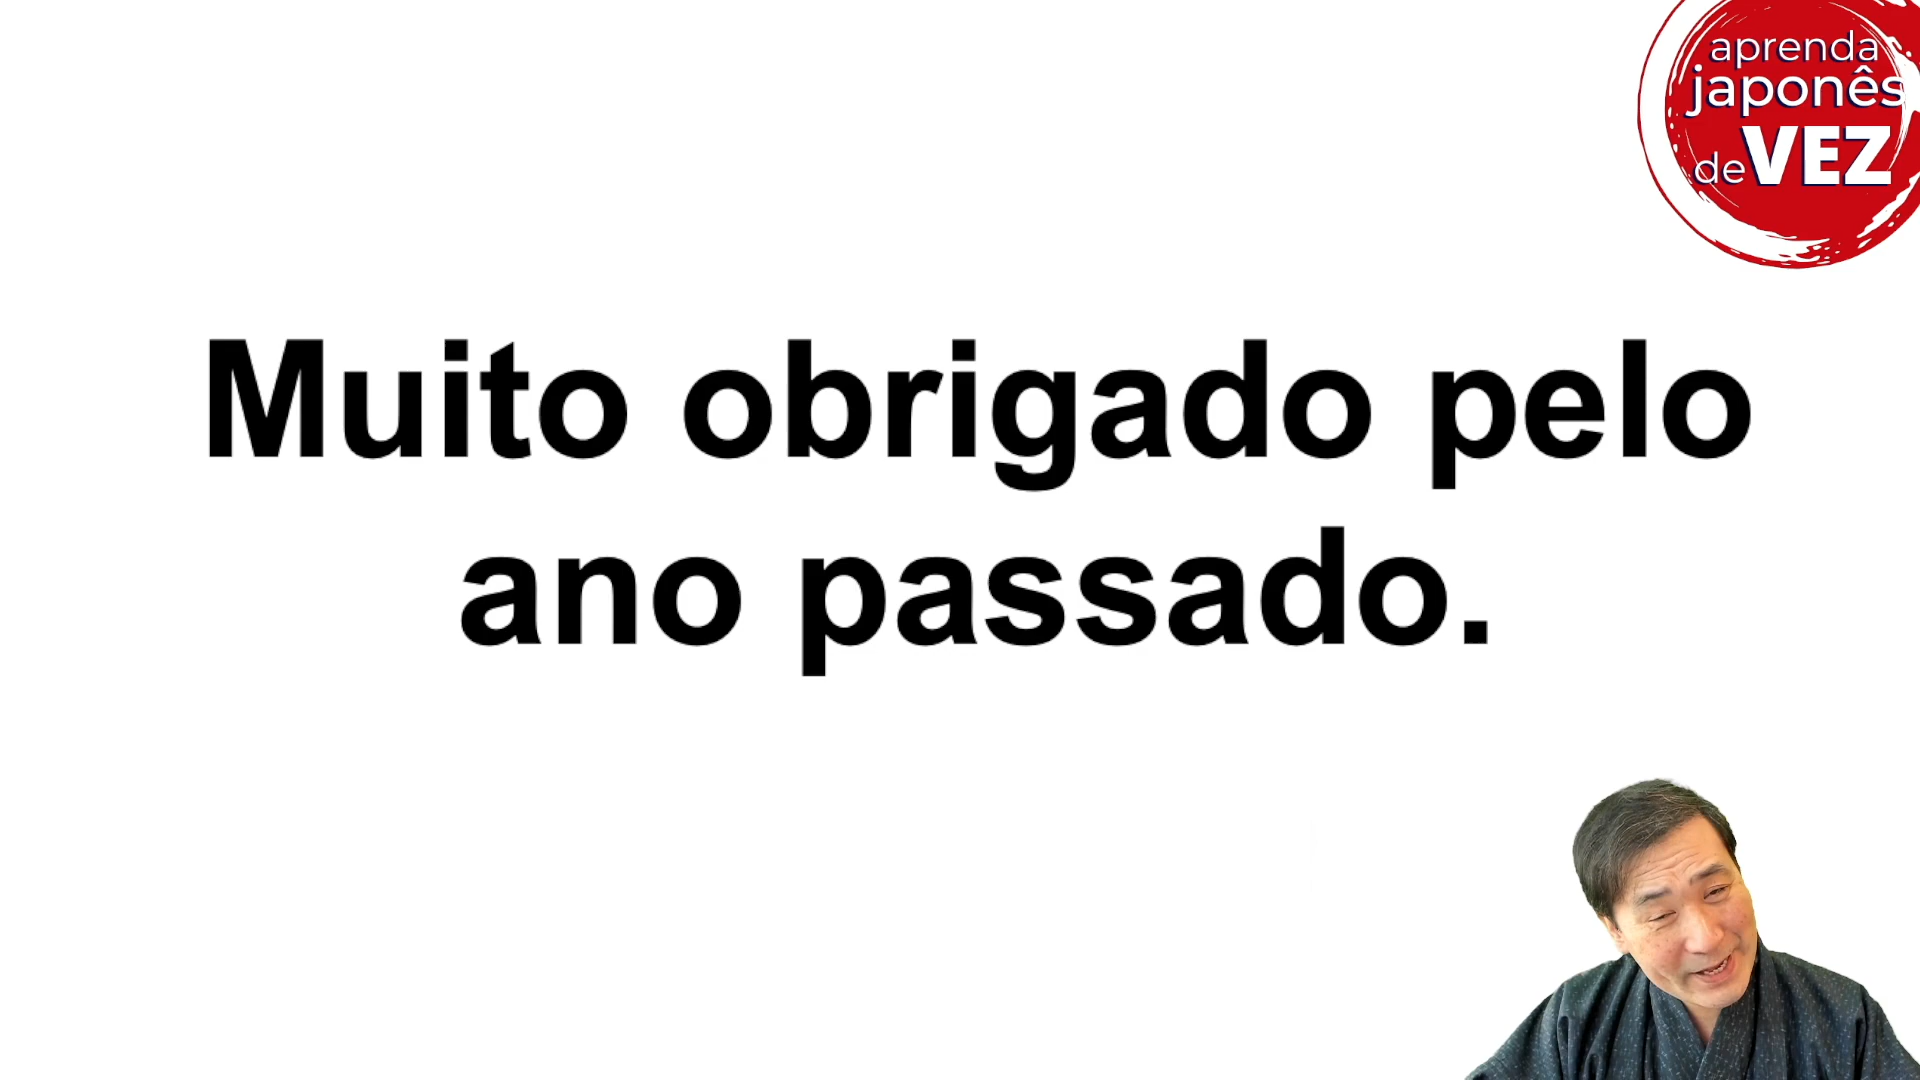 aprenda
japonês
deVEZ
Muito obrigado pelo
ano passado.